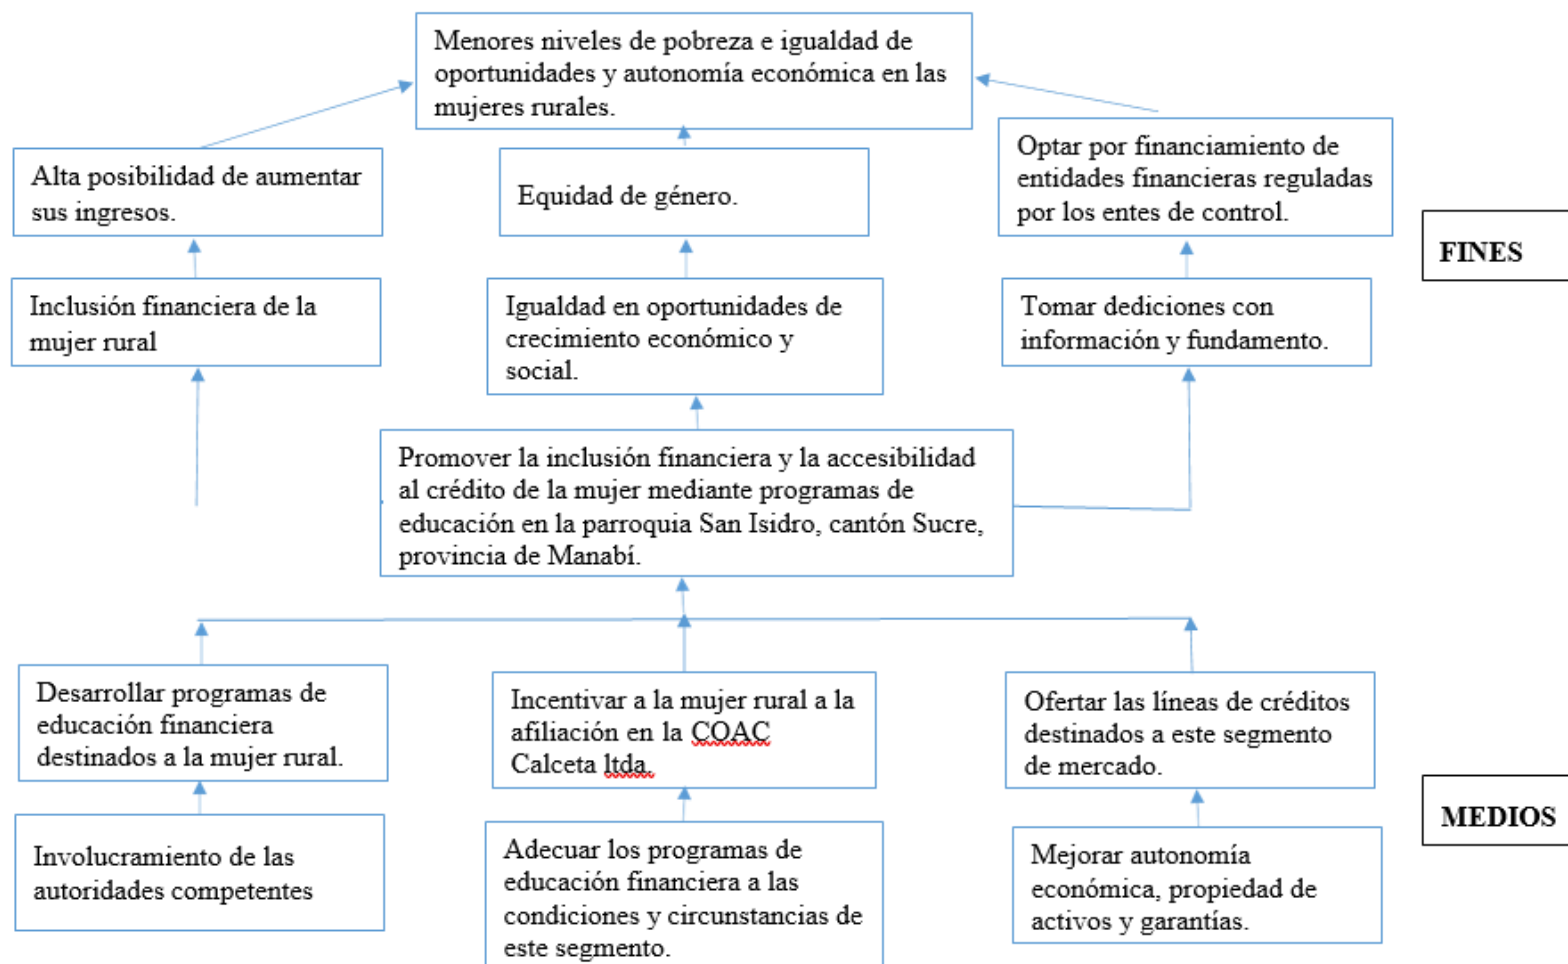 Menores niveles de pobreza e igualdad de
oportunidades y autonomía económica en las
mujeres rurales.
Alta posibilidad de aumentar
sus ingresos.
Equidad de género.
Optar por financiamiento de
entidades financieras reguladas
por los entes de control.
FINES
Inclusión financiera de la
mujer rural
Igualdad en oportunidades de
crecimiento económico y
social.
Tomar dediciones con
información y fundamento.
Promover la inclusión financiera y la accesibilidad
al crédito de la mujer mediante programas de
educación en la parroquia San Isidro, cantón Sucre,
provincia de Manabí.
Desarrollar programas de
educación financiera
destinados a la mujer rural.
Incentivar a la mujer rural a la
afiliación en la COAC
Calceta ltda.
Ofertar las líneas de créditos
destinados a este segmento
de mercado.
MEDIOS
Involucramiento de las
autoridades competentes
Adecuar los programas de
educación financiera a las
condiciones y circunstancias de
este segmento.
Mejorar autonomía
económica, propiedad de
activos y garantías.